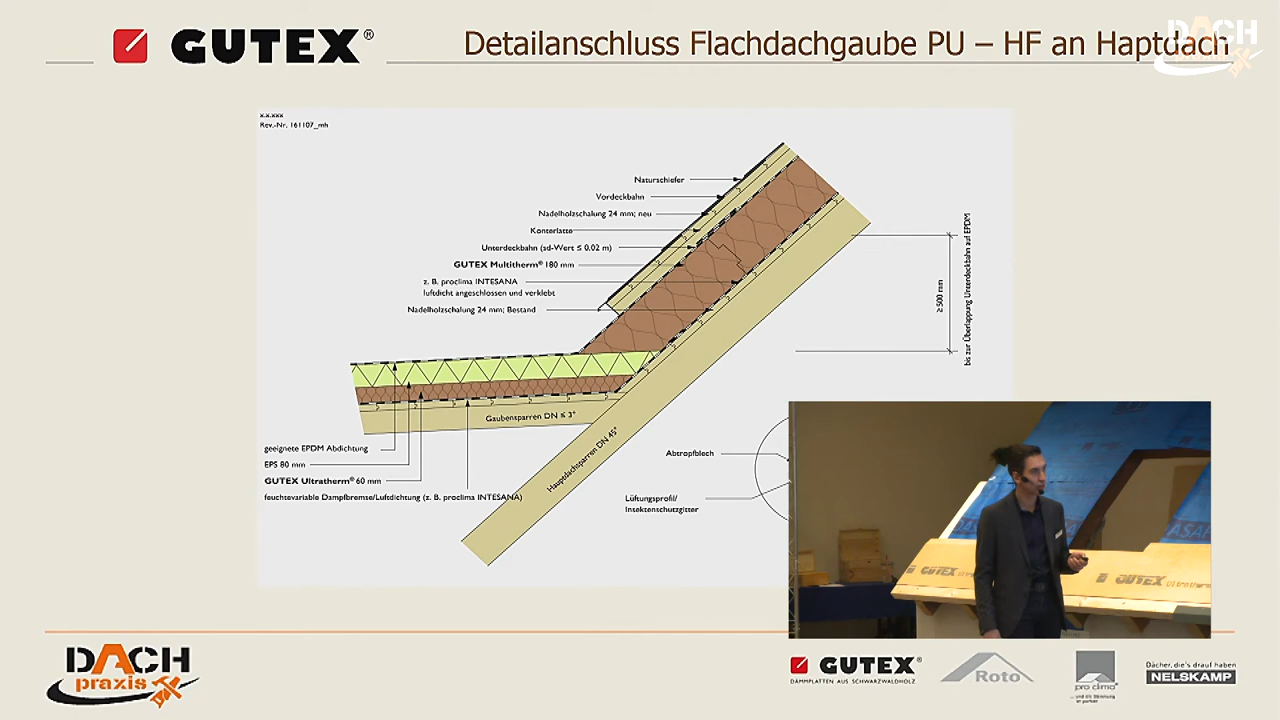 GUTEX®
Detailanschluss Flachdachgaube PU – HF an Haptdach
DACH
praxis
x.x.xxx
Rev.-Nr. 161107_mh
Naturschiefer
Vordeckbahn
Nadelholzschalung 24 mm; neu
Konterlatte
Unterdeckbahn (sd-Wert ≤ 0,02 m)
GUTEX Multitherm® 180 mm
z. B. proclima INTESANA
luftdicht angeschlossen und verklebt
Nadelholzschalung 24 mm; Bestand
≥ 500 mm
bis zur Überlappung Unterdeckbahn auf EPDM
Gaubensparren DN ≤ 3°
Hauptdachsparren DN 45°
geeignete EPDM Abdichtung
EPS 80 mm
GUTEX Ultratherm® 60 mm
feuchtevariable Dampfbremse/Luftdichtung (z. B. proclima INTESANA)
Abtropfblech
Lüftungsprofil/
Insektenschutzgitter
GUTEX
GUTEX
DACH
praxis
GUTEX®
DÄMMPLATTEN AUS SCHWARZWALDHOLZ
Roto
pro clima®
Dächer, die's drauf haben
NELSKAMP